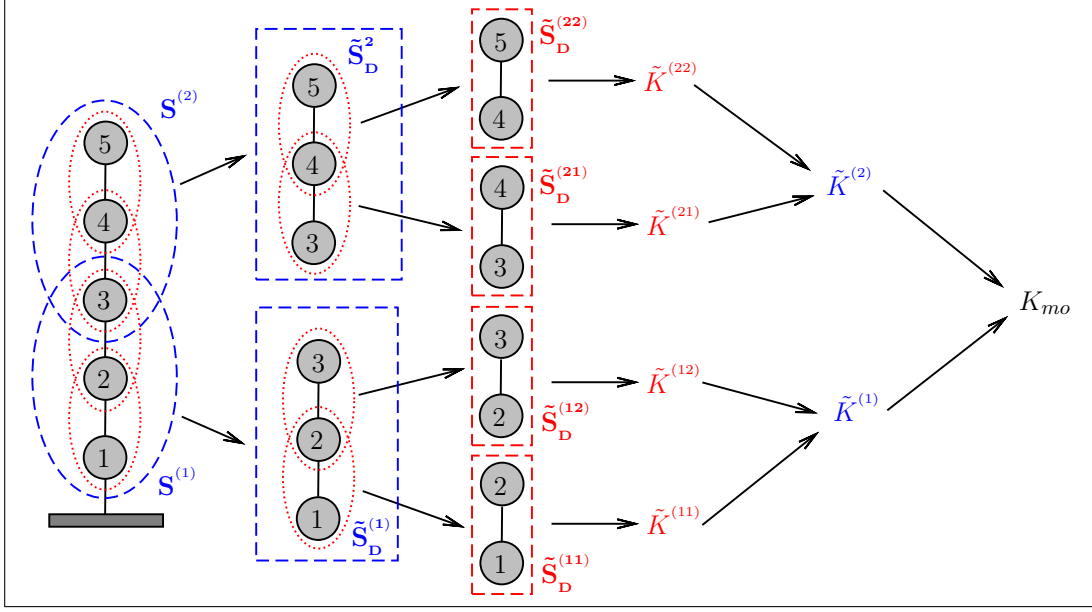 S^(2)
5
4
3
2
1
S^(1)
S̃_D^2
5
4
3
3
2
1
S̃_D^(1)
5
4
S̃_D^(22)
4
3
S̃_D^(21)
3
2
S̃_D^(12)
2
1
S̃_D^(11)
K̃^(22)
K̃^(21)
K̃^(12)
K̃^(11)
K̃^(2)
K̃^(1)
K_mo